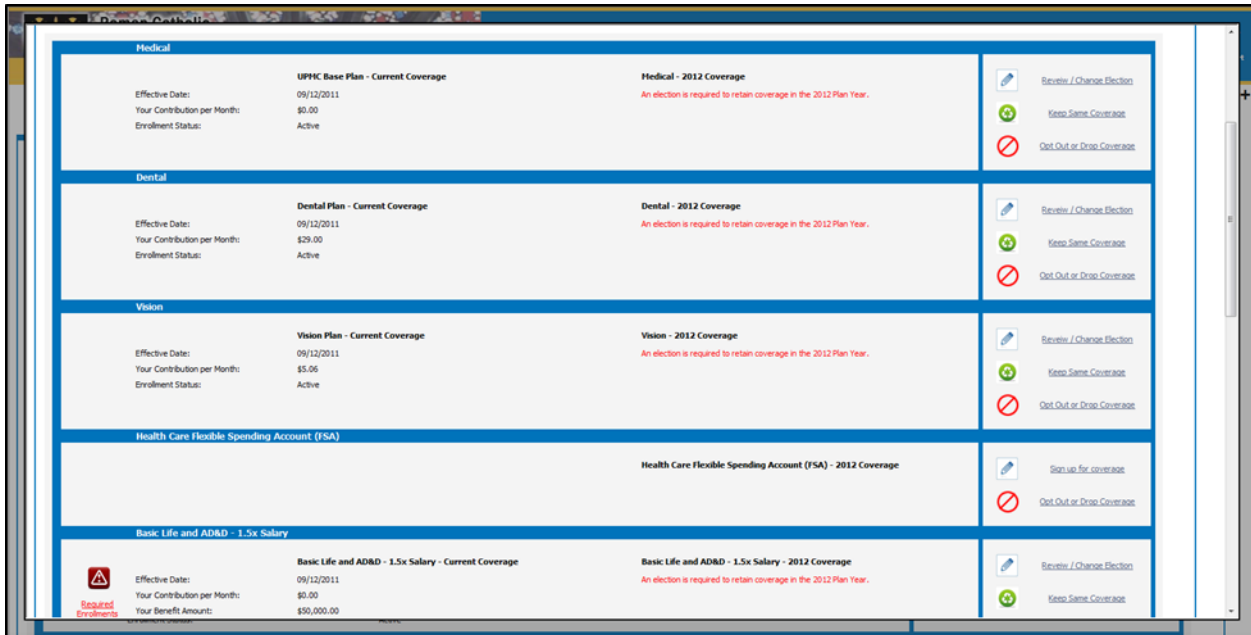 Roman Catholic
Medical
UPMC Base Plan - Current Coverage Medical - 2012 Coverage
Effective Date: 09/12/2011 An election is required to retain coverage in the 2012 Plan Year.
Your Contribution per Month: $0.00
Enrollment Status: Active
Reveiw / Change Election
Keep Same Coverage
Opt Out or Drop Coverage
Dental
Dental Plan - Current Coverage Dental - 2012 Coverage
Effective Date: 09/12/2011 An election is required to retain coverage in the 2012 Plan Year.
Your Contribution per Month: $29.00
Enrollment Status: Active
Reveiw / Change Election
Keep Same Coverage
Opt Out or Drop Coverage
Vision
Vision Plan - Current Coverage Vision - 2012 Coverage
Effective Date: 09/12/2011 An election is required to retain coverage in the 2012 Plan Year.
Your Contribution per Month: $5.06
Enrollment Status: Active
Reveiw / Change Election
Keep Same Coverage
Opt Out or Drop Coverage
Health Care Flexible Spending Account (FSA)
Health Care Flexible Spending Account (FSA) - 2012 Coverage
Sign up for coverage
Opt Out or Drop Coverage
Basic Life and AD&D - 1.5x Salary
Basic Life and AD&D - 1.5x Salary - Current Coverage Basic Life and AD&D - 1.5x Salary - 2012 Coverage
Effective Date: 09/12/2011 An election is required to retain coverage in the 2012 Plan Year.
Your Contribution per Month: $0.00
Your Benefit Amount: $50,000.00
Required
Enrollments
Reveiw / Change Election
Keep Same Coverage
Enrollment Status: Active